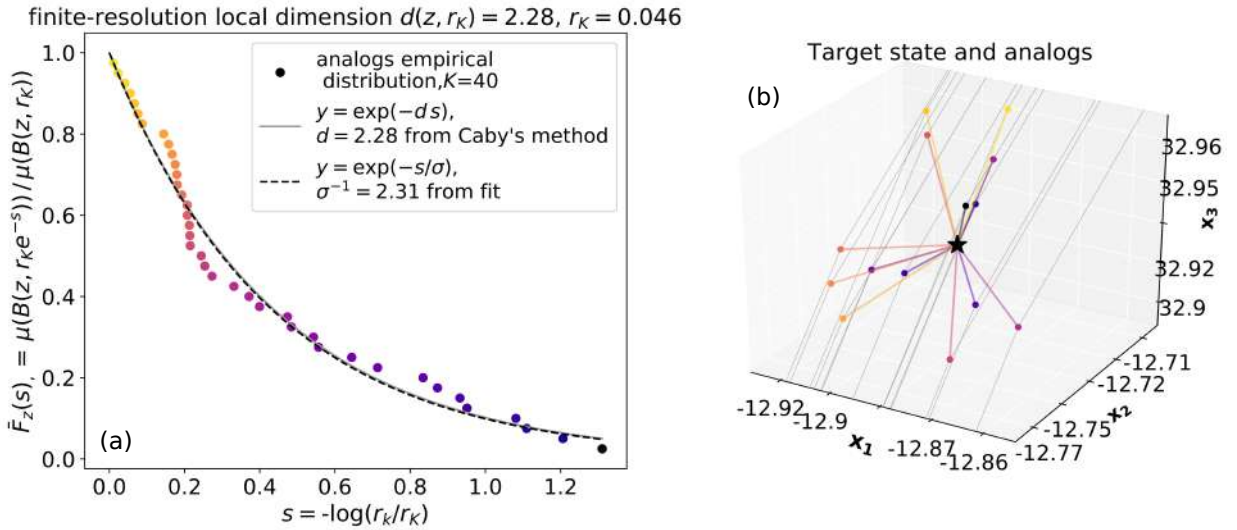 finite-resolution local dimension d(z, r_K) = 2.28, r_K = 0.046
F̄_z(s), = μ(B(z, r_K e^{-s})) / μ(B(z, r_K))
1.0
0.8
0.6
0.4
0.2
0.0
analogs empirical
distribution,K=40
y = exp(−d s),
d = 2.28 from Caby's method
y = exp(−s/σ),
σ^{-1} = 2.31 from fit
(a)
0.0 0.2 0.4 0.6 0.8 1.0 1.2
s = -log(r_k/r_K)
Target state and analogs
(b)
32.96
32.95
x₃
32.92
32.9
-12.71
-12.72
x₂
-12.75
-12.77
-12.92
-12.9
x₁
-12.87
-12.86